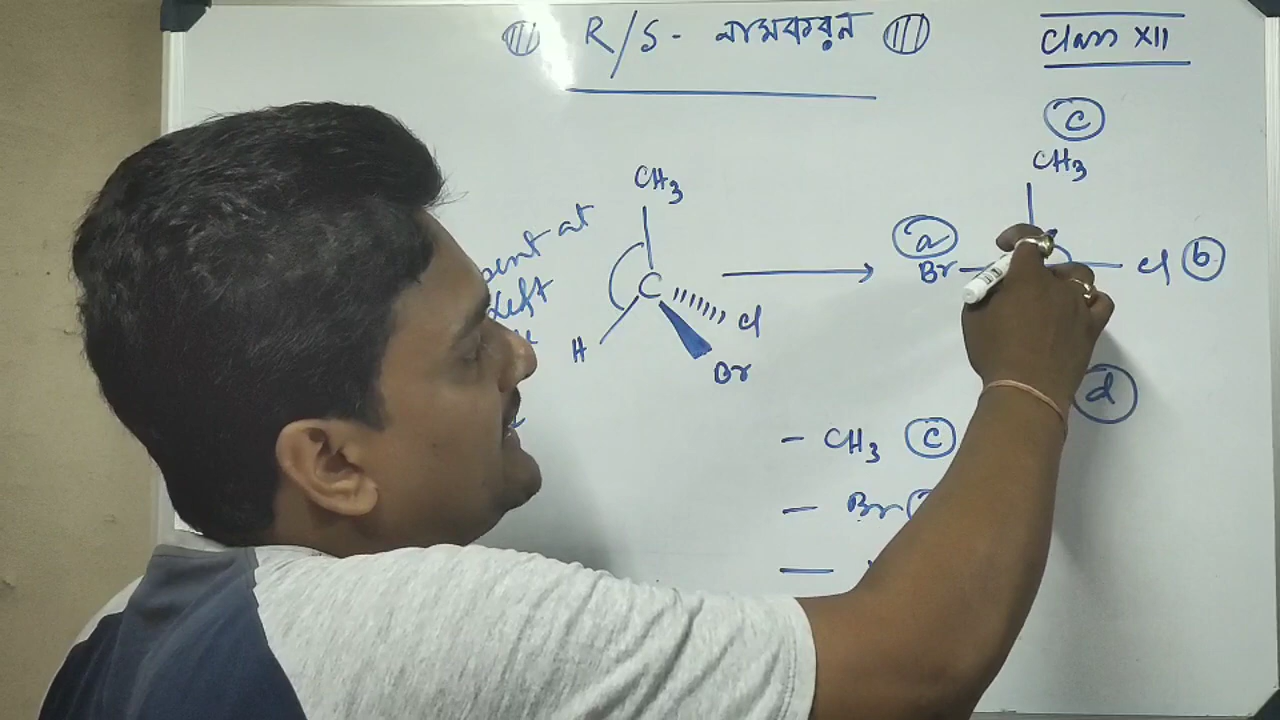 R/S- নামকরন
Class XII
CH3
C
H
Cl
Br
at
Left
c
CH3
a
Br
Cl b
d
- CH3 c
- Br
-